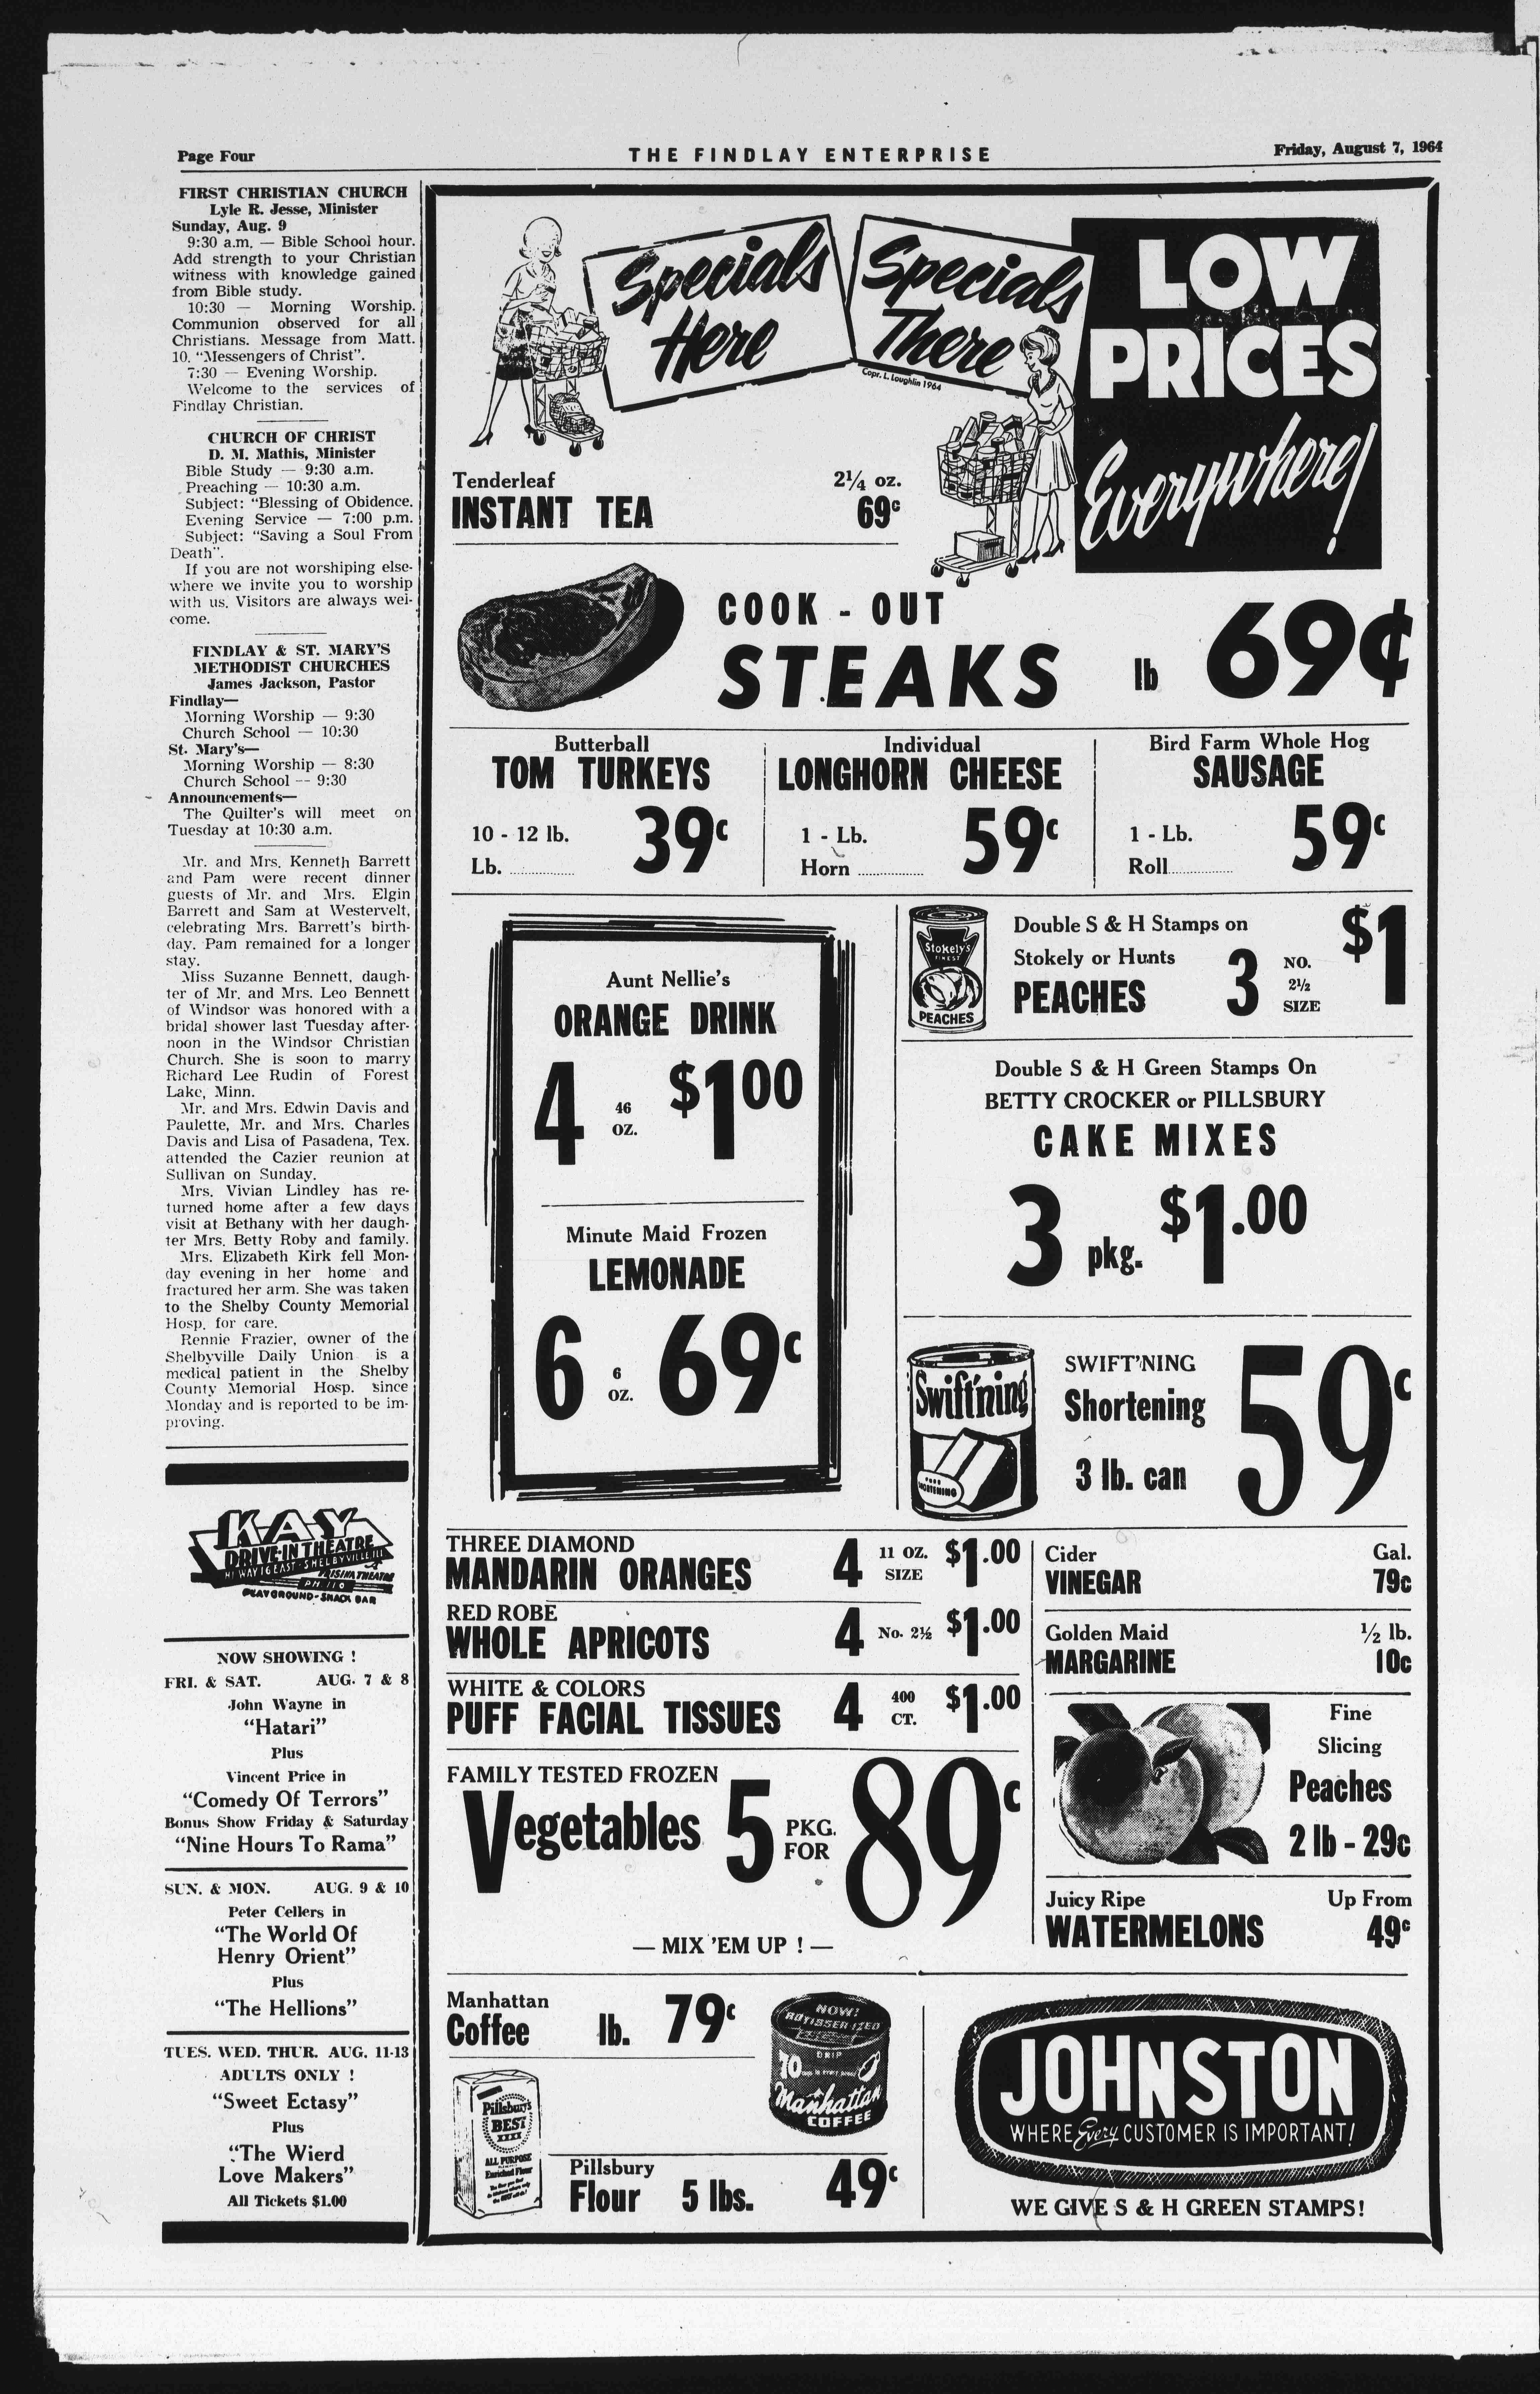 Page Four
THE FINDLAY ENTERPRISE
Friday, August 7, 1964
FIRST CHRISTIAN CHURCH
Lyle R. Jesse, Minister
Sunday, Aug. 9
9:30 a.m. — Bible School hour.
Add strength to your Christian
witness with knowledge gained
from Bible study.
10:30 — Morning Worship.
Communion observed for all
Christians. Message from Matt.
10. “Messengers of Christ”.
7:30 — Evening Worship.
Welcome to the services of
Findlay Christian.
CHURCH OF CHRIST
D. M. Mathis, Minister
Bible Study — 9:30 a.m.
Preaching — 10:30 a.m.
Subject: “Blessing of Obidence.
Evening Service — 7:00 p.m.
Subject: “Saving a Soul From
Death”.
If you are not worshiping else-
where we invite you to worship
with us. Visitors are always wel-
come.
FINDLAY & ST. MARY'S
METHODIST CHURCHES
James Jackson, Pastor
Findlay—
Morning Worship — 9:30
Church School — 10:30
St. Mary's—
Morning Worship — 8:30
Church School -- 9:30
Announcements—
The Quilter's will meet on
Tuesday at 10:30 a.m.
Mr. and Mrs. Kenneth Barrett
and Pam were recent dinner
guests of Mr. and Mrs. Elgin
Barrett and Sam at Westervelt,
celebrating Mrs. Barrett's birth-
day. Pam remained for a longer
stay.
Miss Suzanne Bennett, daugh-
ter of Mr. and Mrs. Leo Bennett
of Windsor was honored with a
bridal shower last Tuesday after-
noon in the Windsor Christian
Church. She is soon to marry
Richard Lee Rudin of Forest
Lake, Minn.
Mr. and Mrs. Edwin Davis and
Paulette, Mr. and Mrs. Charles
Davis and Lisa of Pasadena, Tex.
attended the Cazier reunion at
Sullivan on Sunday.
Mrs. Vivian Lindley has re-
turned home after a few days
visit at Bethany with her daugh-
ter Mrs. Betty Roby and family.
Mrs. Elizabeth Kirk fell Mon-
day evening in her home and
fractured her arm. She was taken
to the Shelby County Memorial
Hosp. for care.
Rennie Frazier, owner of the
Shelbyville Daily Union is a
medical patient in the Shelby
County Memorial Hosp. since
Monday and is reported to be im-
proving.
KAY
DRIVE-IN THEATRE
HI WAY 16 EAST - SHELBYVILLE ILL
PLAYGROUND - SNACK BAR
NOW SHOWING !
FRI. & SAT. AUG. 7 & 8
John Wayne in
“Hatari”
Plus
Vincent Price in
“Comedy Of Terrors”
Bonus Show Friday & Saturday
“Nine Hours To Rama”
SUN. & MON. AUG. 9 & 10
Peter Cellers in
“The World Of
Henry Orient”
Plus
“The Hellions”
TUES. WED. THUR. AUG. 11-13
ADULTS ONLY !
“Sweet Ectasy”
Plus
“The Wierd
Love Makers”
All Tickets $1.00
Specials
Here
Specials
There
Copr. L. Loughlin 1964
LOW
PRICES
Everywhere!
Tenderleaf 2¼ oz.
INSTANT TEA 69c
COOK - OUT
STEAKS lb 69¢
Butterball
TOM TURKEYS
10 - 12 lb.
Lb. 39c
Individual
LONGHORN CHEESE
1 - Lb.
Horn 59c
Bird Farm Whole Hog
SAUSAGE
1 - Lb.
Roll 59c
Aunt Nellie's
ORANGE DRINK
4 46 OZ. $1 00
Minute Maid Frozen
LEMONADE
6 6 OZ. 69c
Stokely's
FINEST
PEACHES
Double S & H Stamps on
Stokely or Hunts
PEACHES 3 NO. 2½ SIZE $1
Double S & H Green Stamps On
BETTY CROCKER or PILLSBURY
CAKE MIXES
3 pkg. $1.00
Swift'ning
SHORTENING
SWIFT'NING
Shortening
3 lb. can
59c
THREE DIAMOND
MANDARIN ORANGES 4 11 OZ. SIZE $1.00
RED ROBE
WHOLE APRICOTS 4 No. 2½ $1.00
WHITE & COLORS
PUFF FACIAL TISSUES 4 400 CT. $1.00
FAMILY TESTED FROZEN
Vegetables 5 PKG. FOR 89c
— MIX 'EM UP ! —
Cider Gal.
VINEGAR 79c
Golden Maid ½ lb.
MARGARINE 10c
Fine
Slicing
Peaches
2 lb - 29c
Juicy Ripe Up From
WATERMELONS 49c
Manhattan
Coffee lb. 79c
NOW!
ROTISSERIZED
DRIP
70
Manhattan
COFFEE
Pillsbury's
BEST
XXXX
ALL PURPOSE
Enriched Flour
Pillsbury
Flour 5 lbs. 49c
JOHNSTON
WHERE Every CUSTOMER IS IMPORTANT!
WE GIVE S & H GREEN STAMPS!